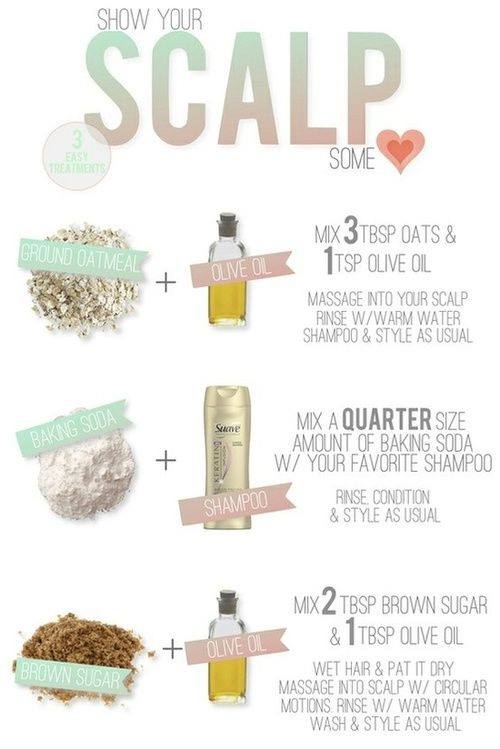 SHOW YOUR
SCALP
SOME
3
EASY
TREATMENTS
GROUND OATMEAL
+
OLIVE OIL
MIX 3 TBSP OATS &
1 TSP OLIVE OIL
MASSAGE INTO YOUR SCALP
RINSE W/WARM WATER
SHAMPOO & STYLE AS USUAL
BAKING SODA
+
Suave
KERATIN
SHAMPOO
MIX A QUARTER SIZE
AMOUNT OF BAKING SODA
W/ YOUR FAVORITE SHAMPOO
RINSE, CONDITION
& STYLE AS USUAL
BROWN SUGAR
+
OLIVE OIL
MIX 2 TBSP BROWN SUGAR
& 1 TBSP OLIVE OIL
WET HAIR & PAT IT DRY
MASSAGE INTO SCALP W/ CIRCULAR
MOTIONS. RINSE W/ WARM WATER
WASH & STYLE AS USUAL